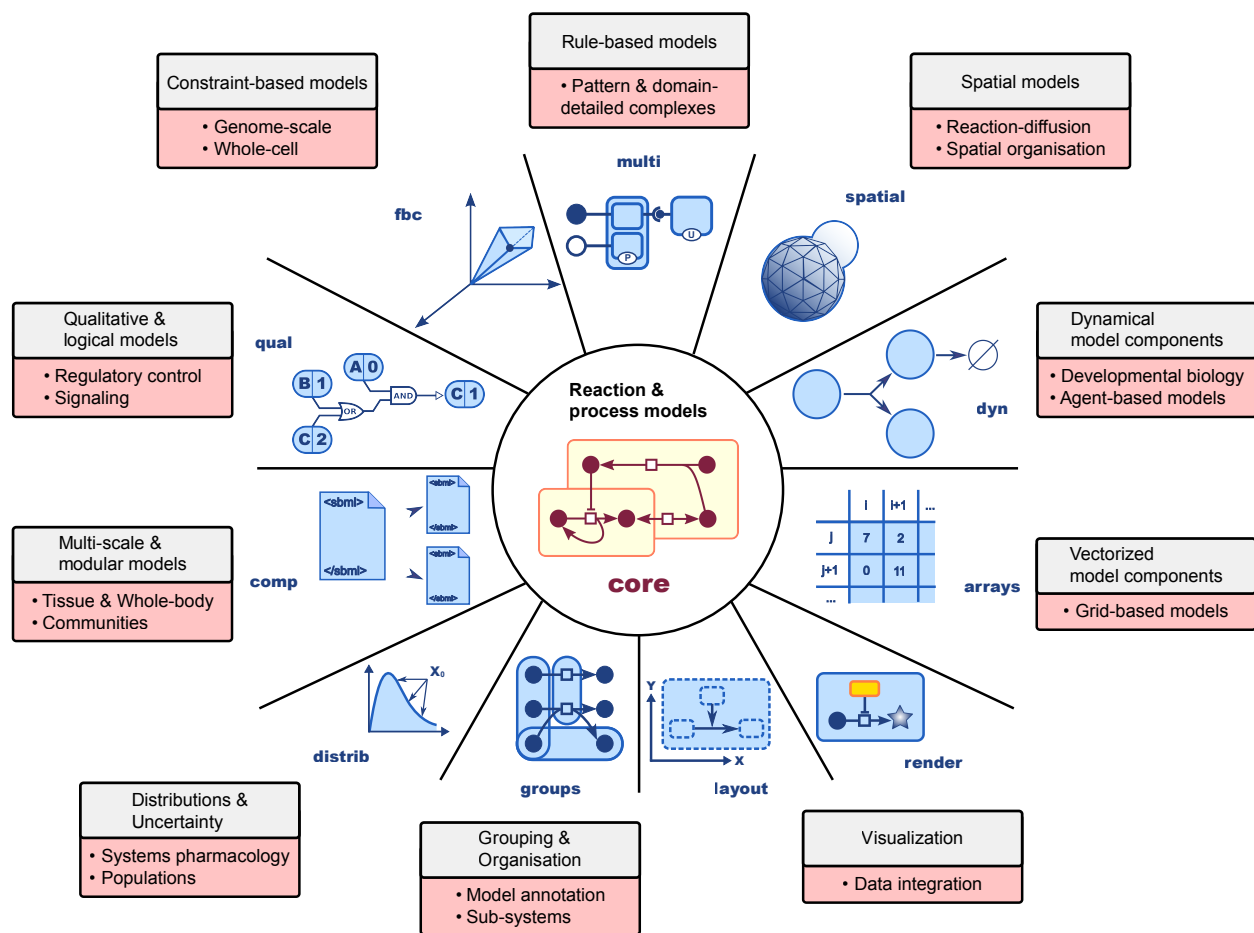 Rule-based models
• Pattern & domain-
detailed complexes
multi
P
U
Constraint-based models
• Genome-scale
• Whole-cell
fbc
Spatial models
• Reaction-diffusion
• Spatial organisation
spatial
Qualitative &
logical models
• Regulatory control
• Signaling
qual
A 0
B 1
AND
C 1
OR
C 2
Dynamical
model components
• Developmental biology
• Agent-based models
dyn
Reaction &
process models
core
Multi-scale &
modular models
• Tissue & Whole-body
• Communities
comp
<sbml>
</sbml>
<sbml>
</sbml>
<sbml>
</sbml>
i i+1 ...
j 7 2
j+1 0 11
...
arrays
Vectorized
model components
• Grid-based models
X₀
distrib
Distributions &
Uncertainty
• Systems pharmacology
• Populations
groups
Grouping &
Organisation
• Model annotation
• Sub-systems
Y
X
layout
render
Visualization
• Data integration